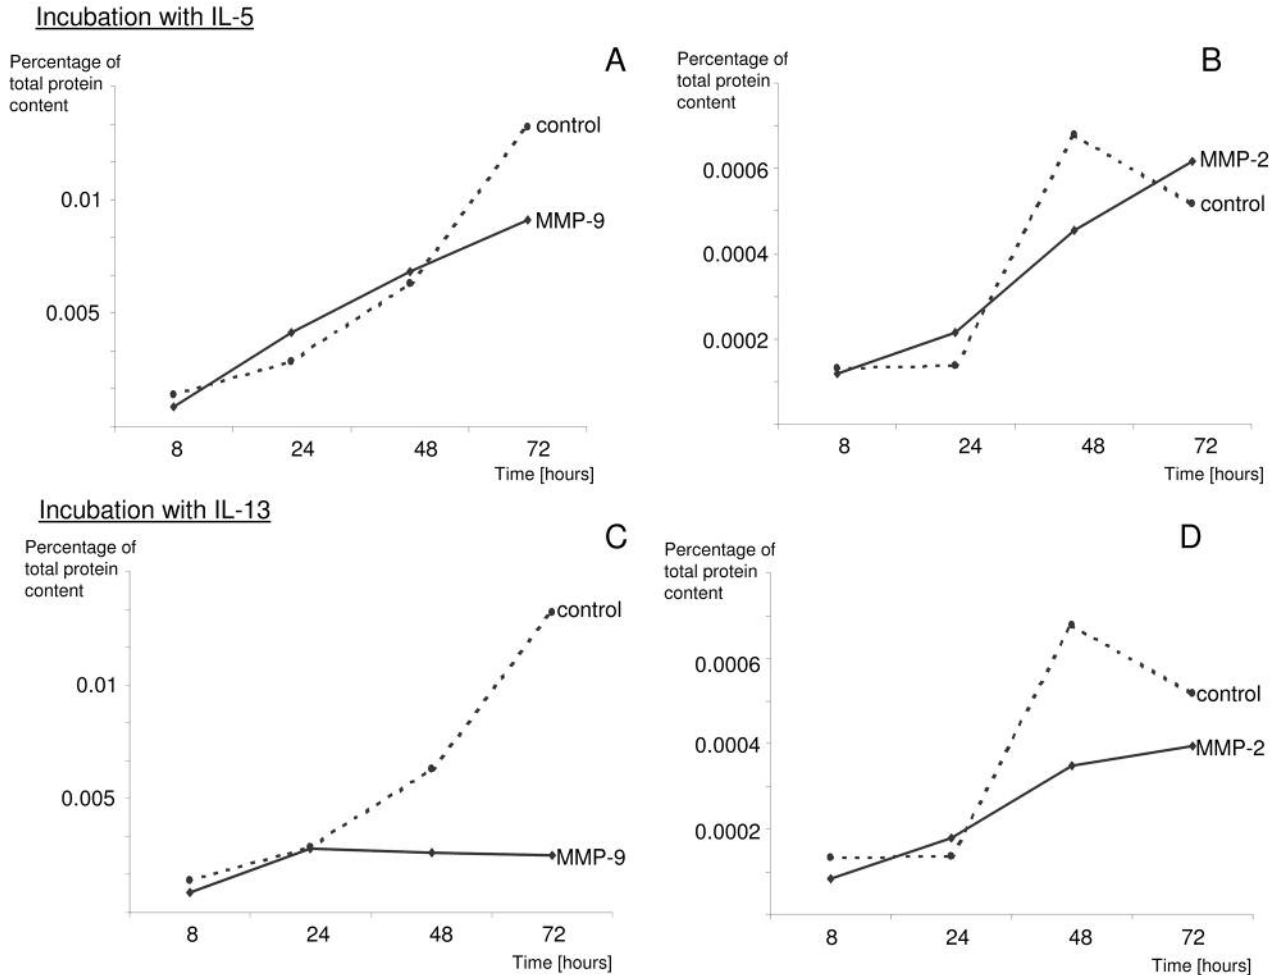 Incubation with IL-5
Percentage of
total protein
content
A
control
0.01
MMP-9
0.005
8 24 48 72
Time [hours]
Percentage of
total protein
content
B
MMP-2
0.0006
control
0.0004
0.0002
8 24 48 72
Time [hours]
Incubation with IL-13
Percentage of
total protein
content
C
control
0.01
0.005
MMP-9
8 24 48 72
Time [hours]
Percentage of
total protein
content
D
0.0006
control
0.0004
MMP-2
0.0002
8 24 48 72
Time [hours]